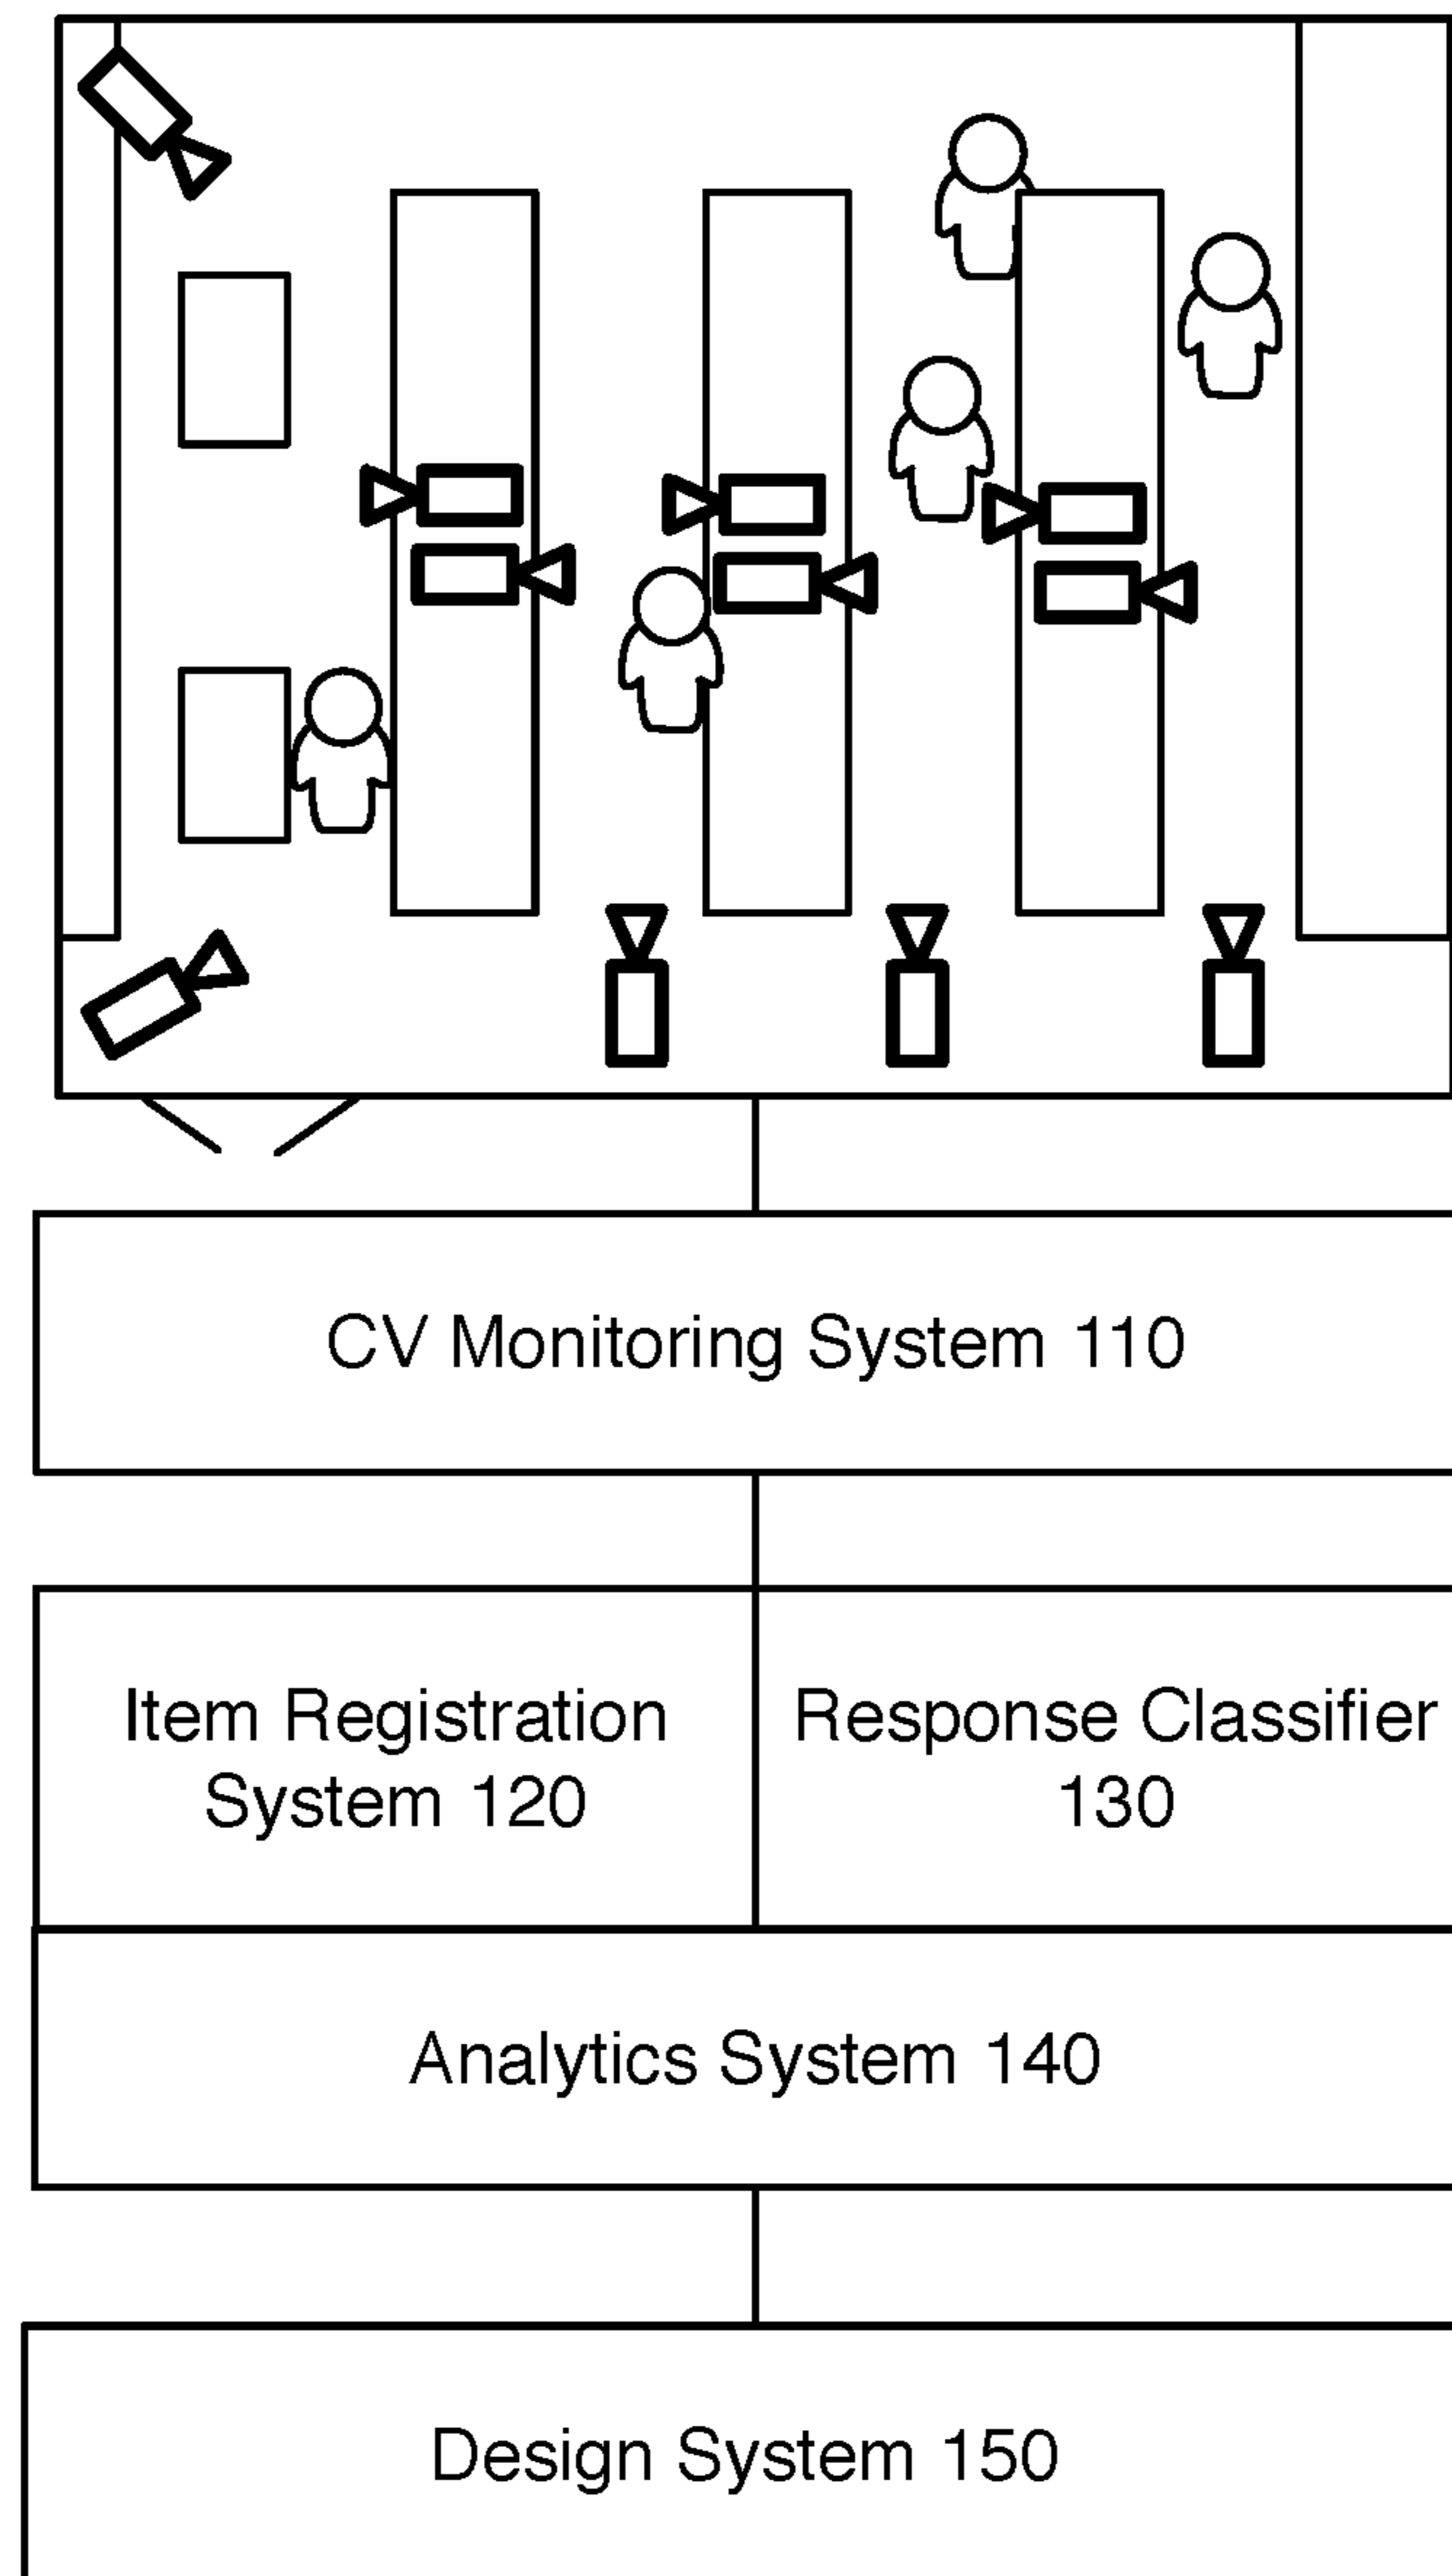 CV Monitoring System 110
Item Registration
System 120
Response Classifier
130
Analytics System 140
Design System 150